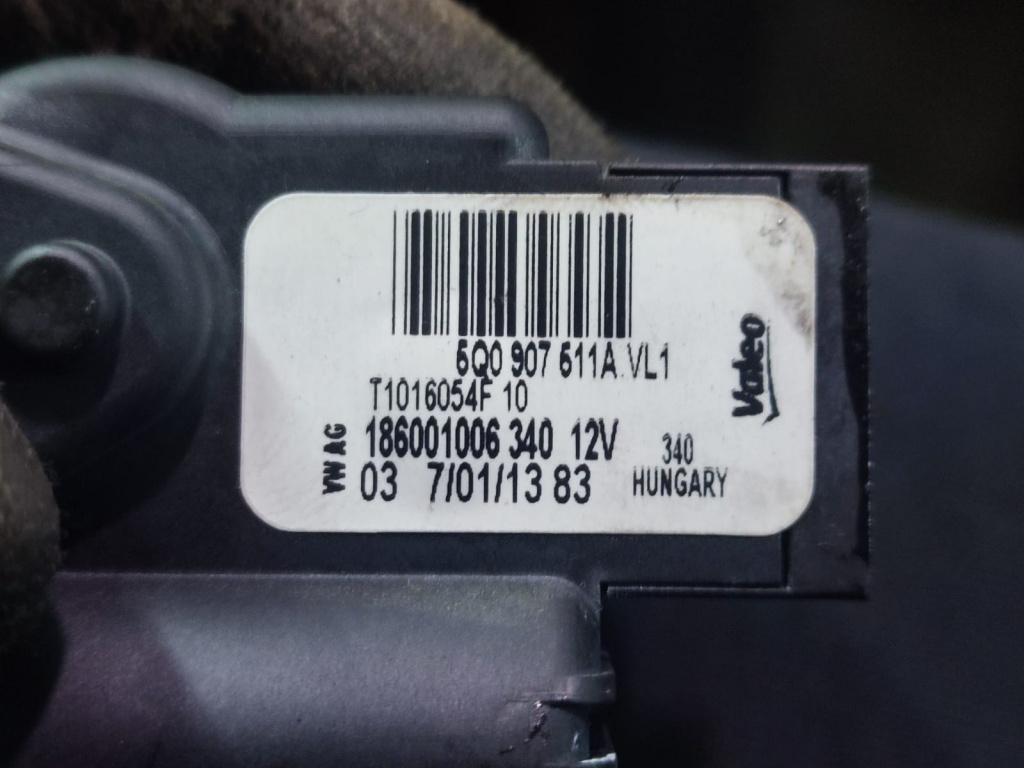 5Q0 907 511A VL1
T1016054F 10
186001006 340 12V
03 7/01/13 83
VW AG
340
HUNGARY
Valeo